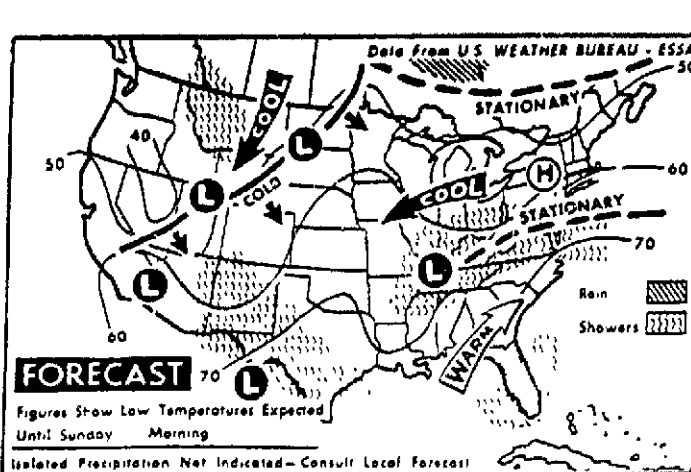 Data From U.S. WEATHER BUREAU - ESSA
50
STATIONARY
COOL
40
50
L
L
COLD
COOL
H
60
STATIONARY
70
L
L
Rain
Showers
60
WARM
FORECAST
70
L
Figures Show Low Temperatures Expected
Until Sunday Morning
Isolated Precipitation Not Indicated - Consult Local Forecast